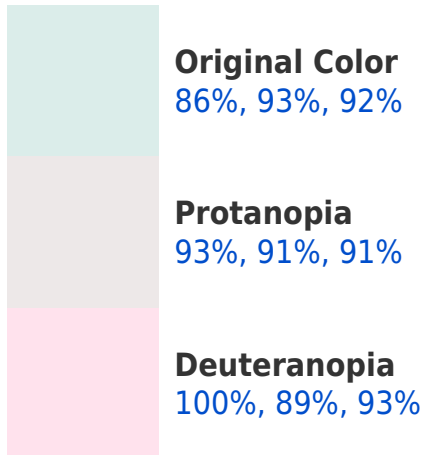 Original Color
86%, 93%, 92%
Protanopia
93%, 91%, 91%
Deuteranopia
100%, 89%, 93%